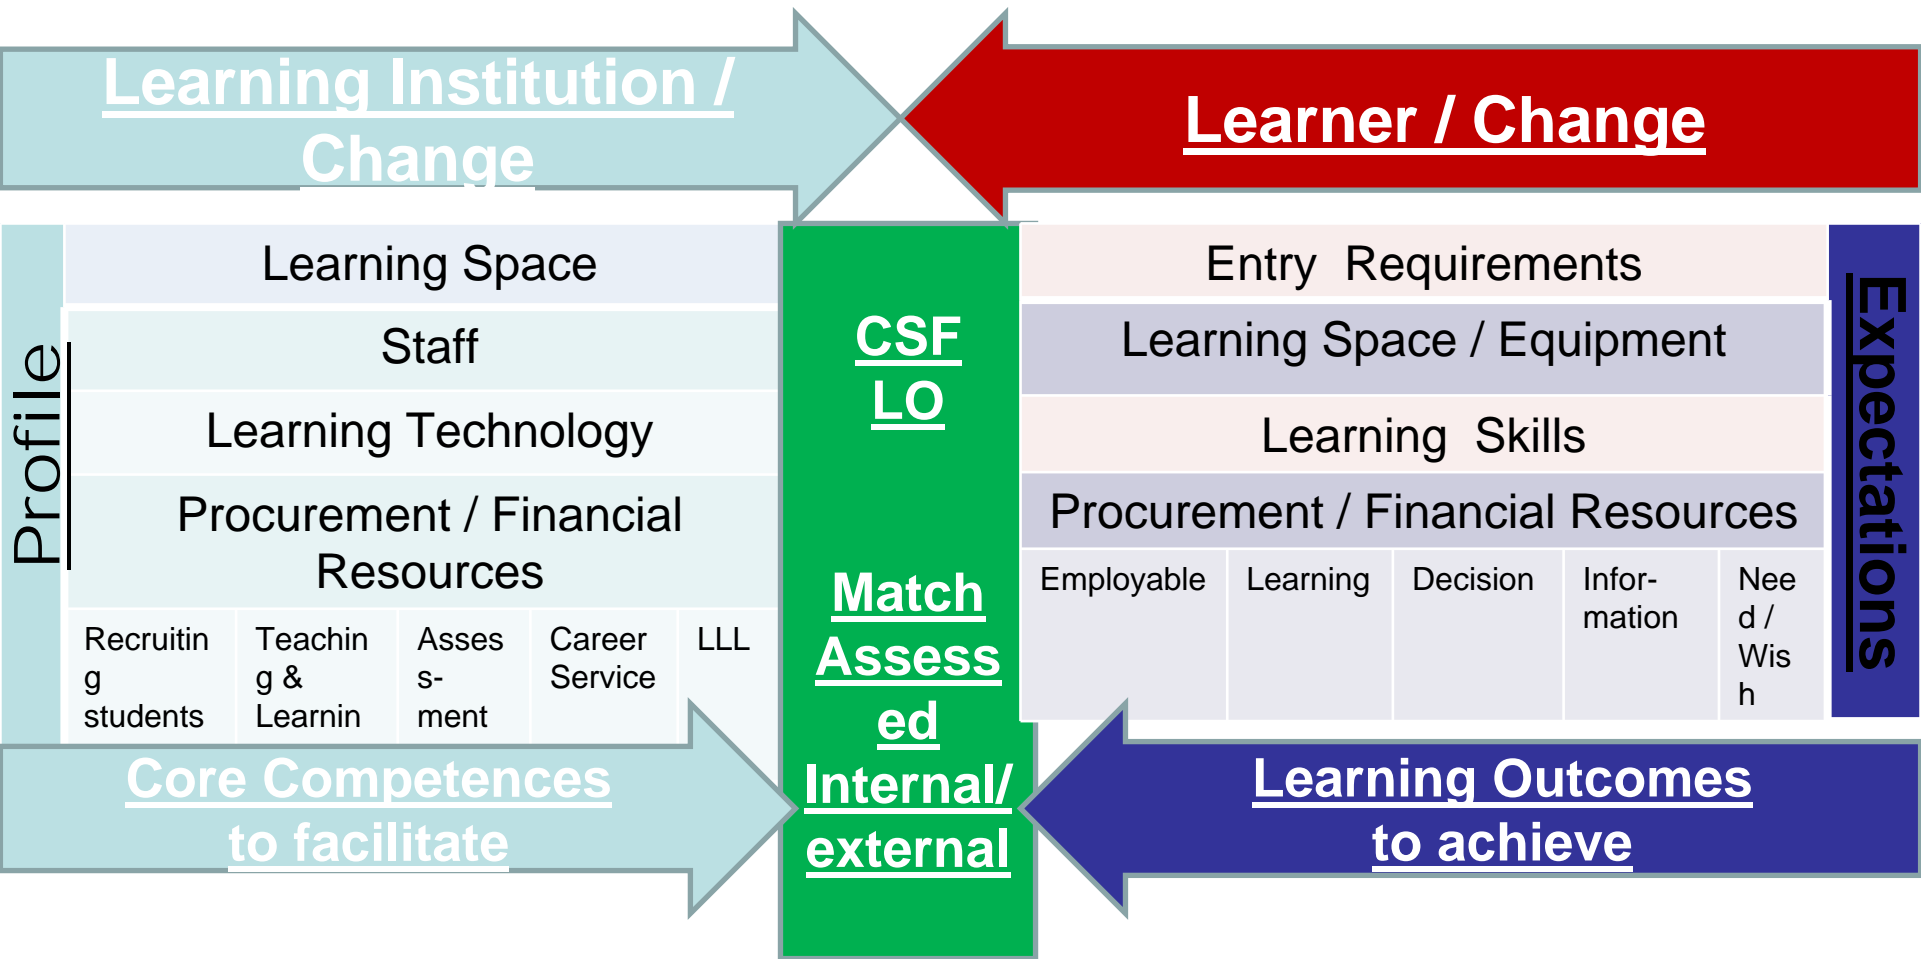 Learning Institution /
Change
Learner / Change
Profile
Learning Space
Staff
Learning Technology
Procurement / Financial
Resources
Recruitin
g
students
Teachin
g &
Learnin
Asses
s-
ment
Career
Service
LLL
Core Competences
to facilitate
CSF
LO
Match
Assess
ed
Internal/
external
Entry Requirements
Learning Space / Equipment
Learning Skills
Procurement / Financial Resources
Employable
Learning
Decision
Infor-
mation
Nee
d /
Wis
h
Expectations
Learning Outcomes
to achieve